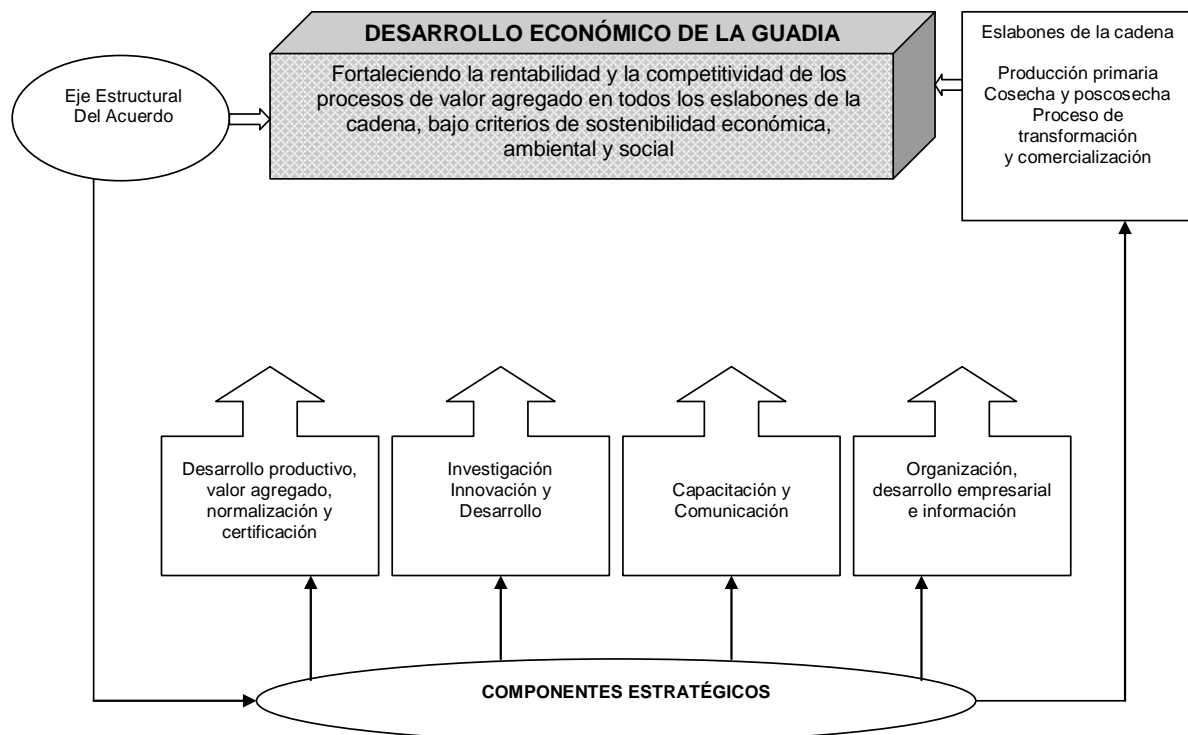 DESARROLLO ECONÓMICO DE LA GUADIA
Fortaleciendo la rentabilidad y la competitividad de los
procesos de valor agregado en todos los eslabones de la
cadena, bajo criterios de sostenibilidad económica,
ambiental y social
Eje Estructural
Del Acuerdo
Eslabones de la cadena
Producción primaria
Cosecha y poscosecha
Proceso de
transformación
y comercialización
Desarrollo productivo,
valor agregado,
normalización y
certificación
Investigación
Innovación y
Desarrollo
Capacitación y
Comunicación
Organización,
desarrollo empresarial
e información
COMPONENTES ESTRATÉGICOS